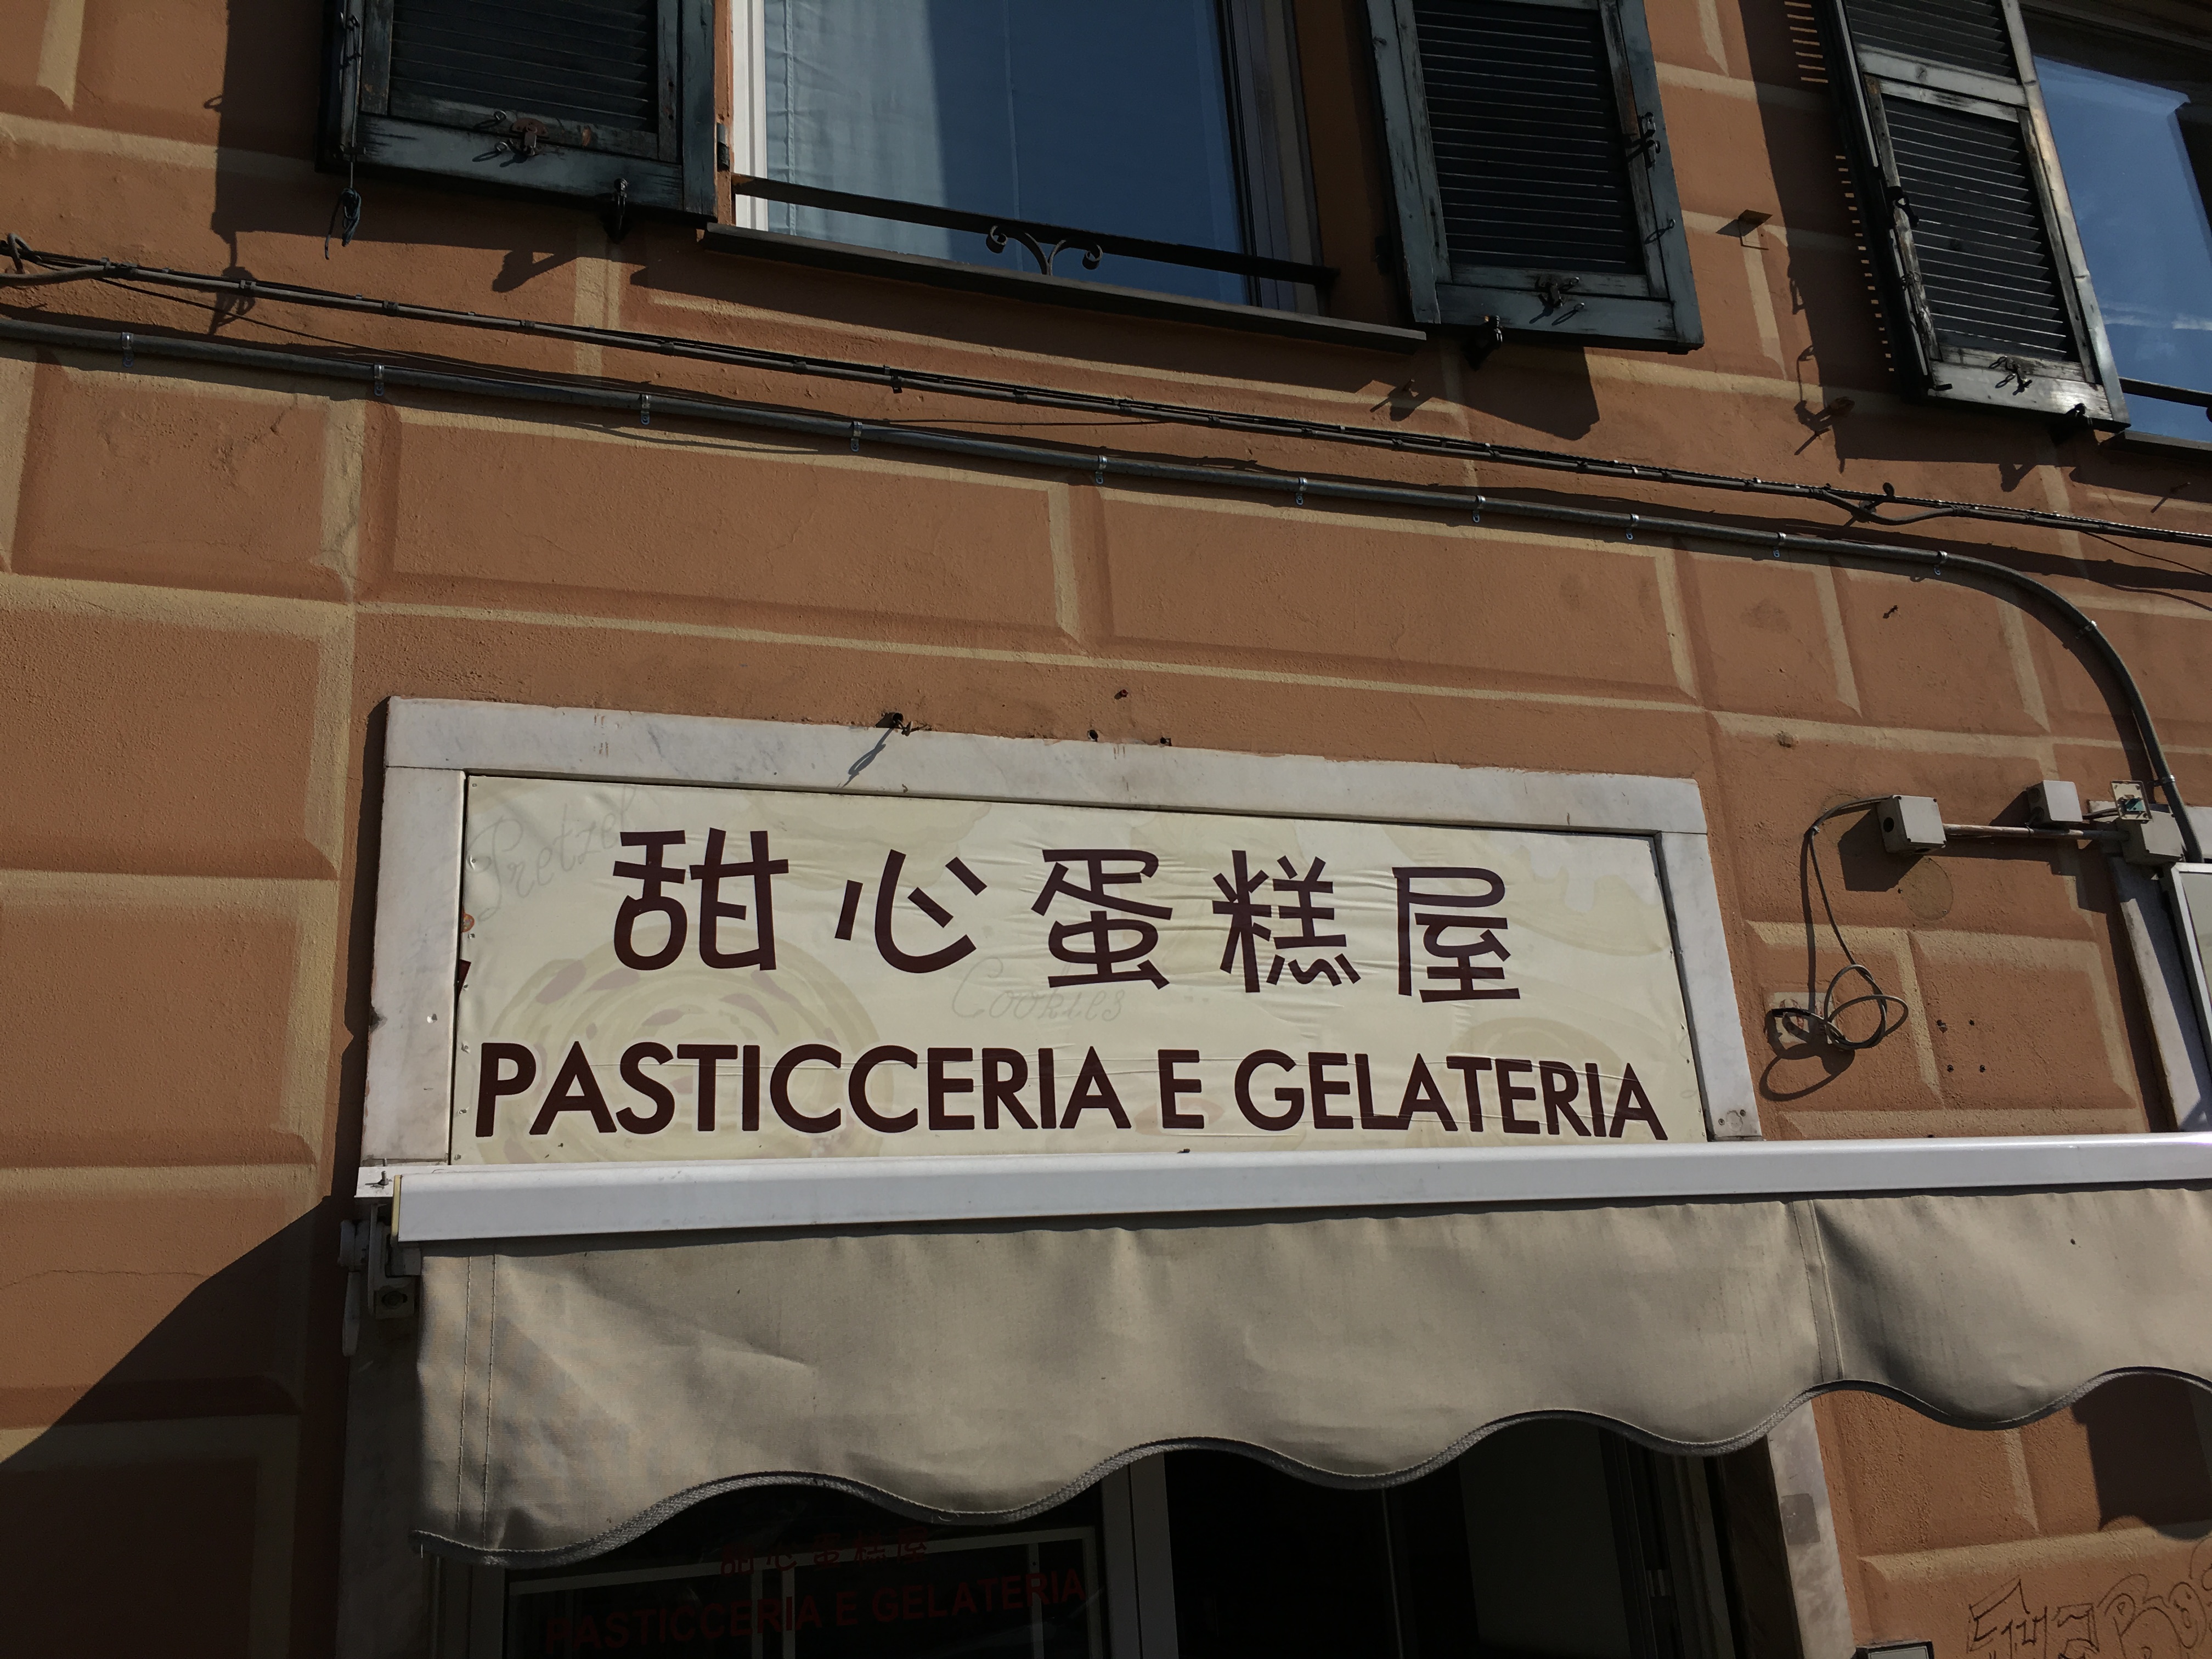 Pretzel
甜心蛋糕屋
Cookies
PASTICCERIA E GELATERIA
甜心蛋糕屋
PASTICCERIA E GELATERIA